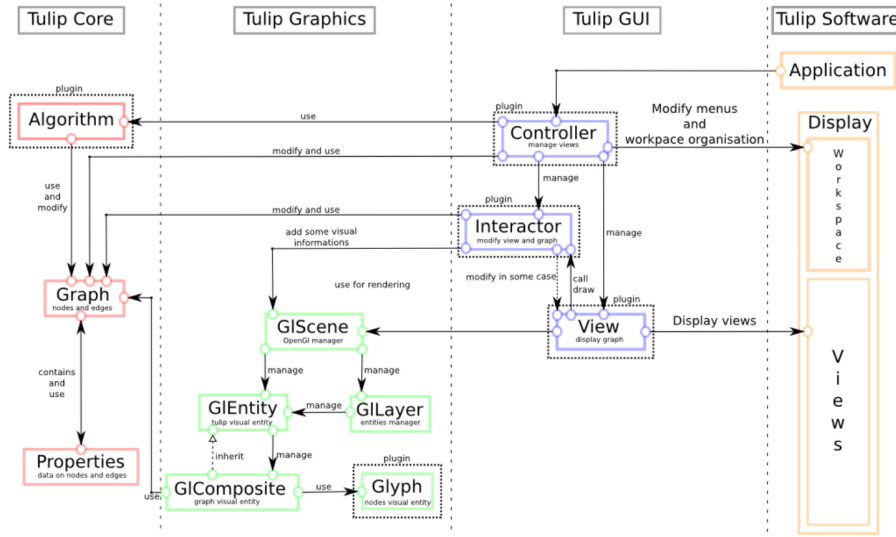 Tulip Core
Tulip Graphics
Tulip GUI
Tulip Software
Application
plugin
Algorithm
use
plugin
Controller
manage views
Modify menus
and
workpace organisation
Display
Workspace
modify and use
manage
use
and
modify
plugin
modify and use
Interactor
modify view and graph
manage
add some visual
informations
use for rendering
modify in some case
call
draw
plugin
Graph
nodes and edges
GlScene
OpenGl manager
View
display graph
Display views
Views
contains
and
use
manage
manage
GlEntity
tulip visual entity
manage
GlLayer
entities manager
inherit
manage
plugin
Properties
data on nodes and edges
use
GlComposite
graph visual entity
use
Glyph
nodes visual entity